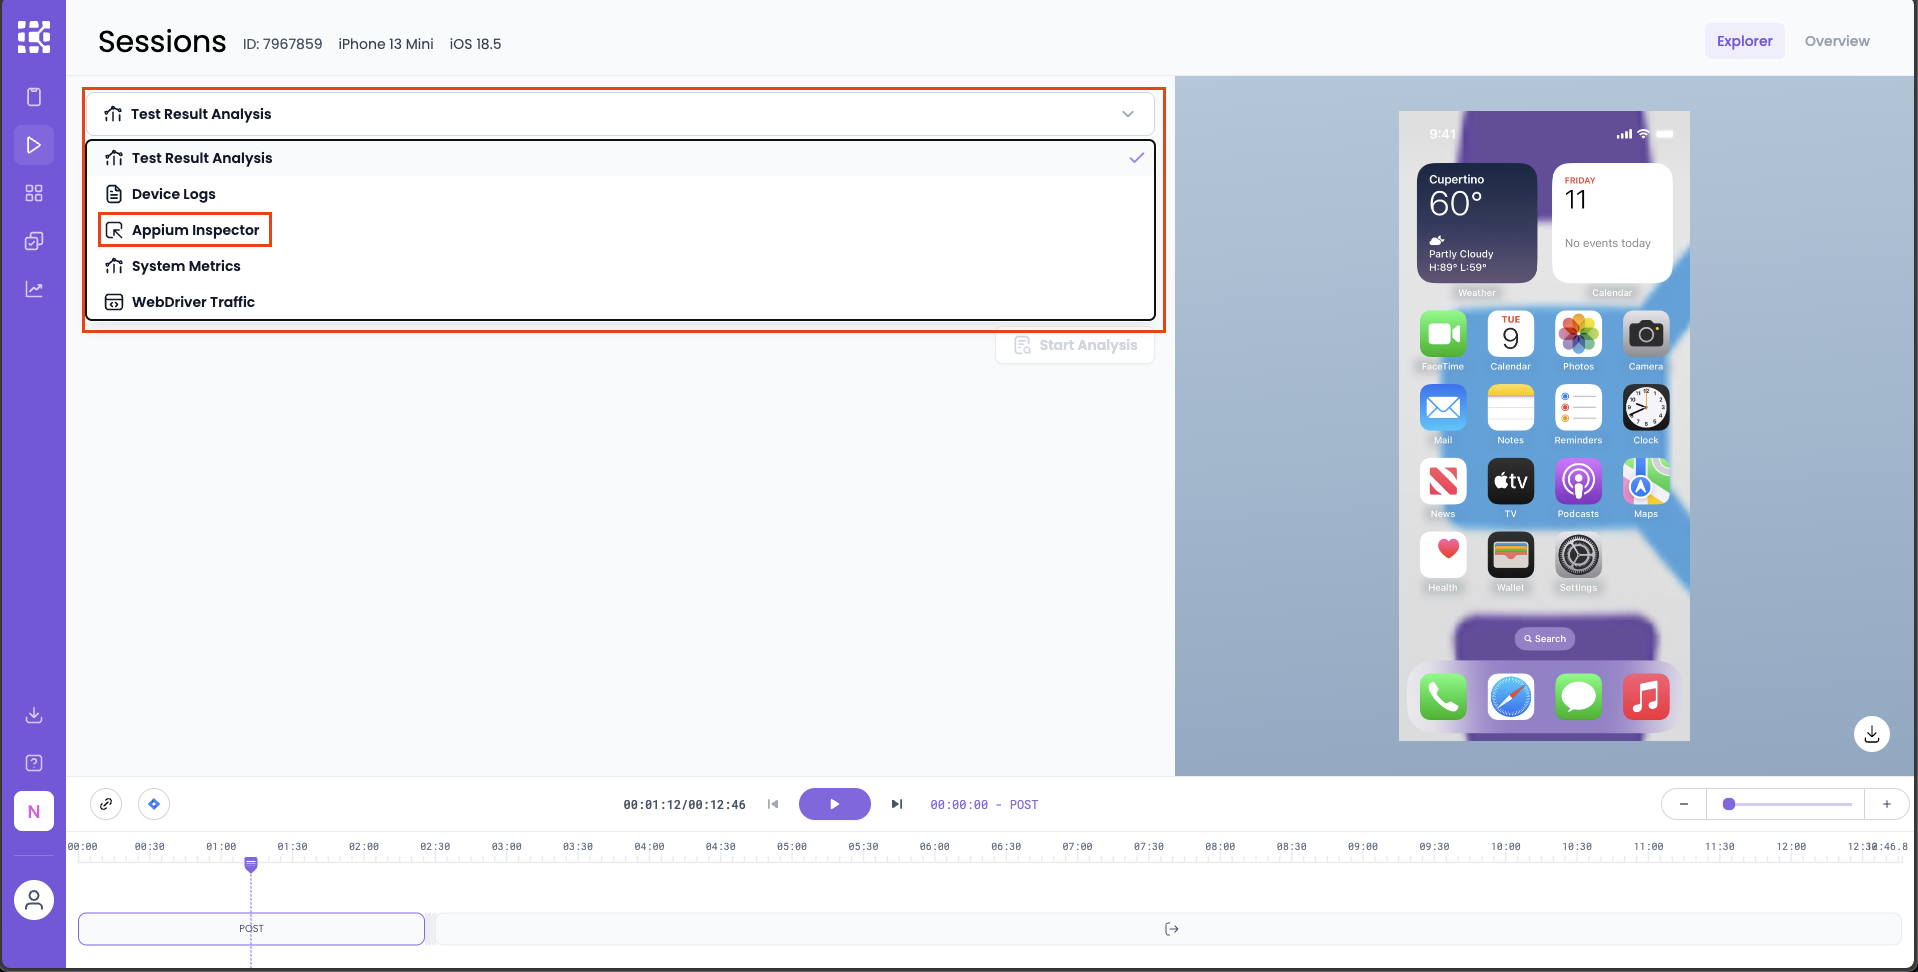 Sessions ID: 7967859 iPhone 13 Mini iOS 18.5
Explorer Overview
Test Result Analysis
Test Result Analysis
Device Logs
Appium Inspector
System Metrics
WebDriver Traffic
Start Analysis
9:41
Cupertino
60°
Partly Cloudy
H:89° L:59°
Weather
FRIDAY
11
No events today
Calendar
TUE
9
FaceTime Calendar Photos Camera
Mail Notes Reminders Clock
tv
News TV Podcasts Maps
Health Wallet Settings
Search
N
00:01:12/00:12:46 00:00:00 - POST
00:00 00:30 01:00 01:30 02:00 02:30 03:00 03:30 04:00 04:30 05:00 05:30 06:00 06:30 07:00 07:30 08:00 08:30 09:00 09:30 10:00 10:30 11:00 11:30 12:00
POST